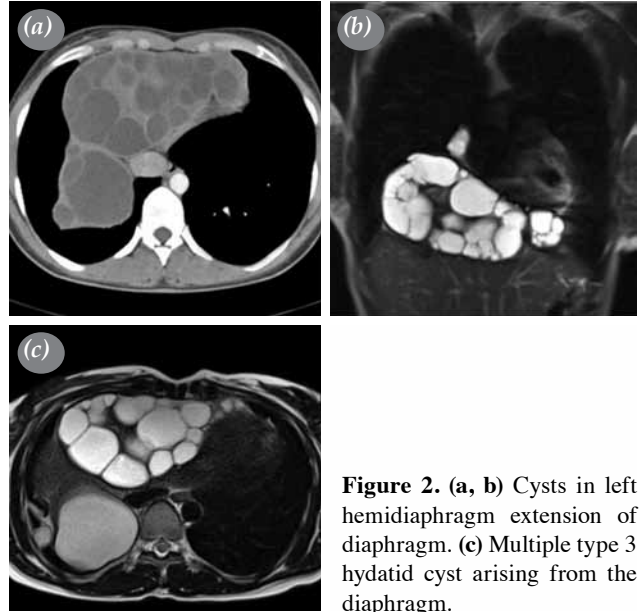 (a)
(b)
(c)
Figure 2. (a, b) Cysts in left
hemidiaphragm extension of
diaphragm. (c) Multiple type 3
hydatid cyst arising from the
diaphragm.